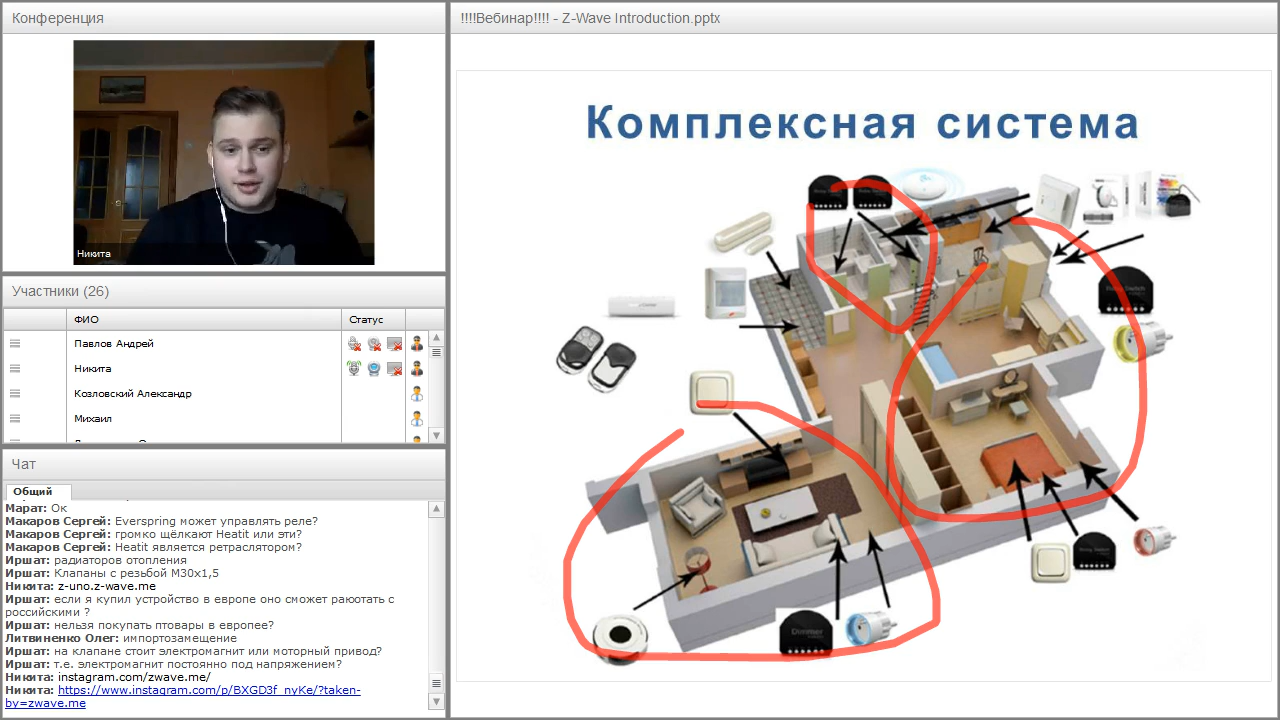 Конференция
Никита
Участники (26)
ФИО
Статус
Павлов Андрей
Никита
Козловский Александр
Михаил
Чат
Общий
Марат: Ок
Макаров Сергей: Everspring может управлять реле?
Макаров Сергей: громко щёлкают Heatit или эти?
Макаров Сергей: Heatit является ретраслятором?
Иршат: радиаторов отопления
Иршат: Клапаны с резьбой М30х1,5
Никита: z-uno.z-wave.me
Иршат: если я купил устройство в европе оно сможет раюотать с
российскими ?
Иршат: нельзя покупать птовары в европее?
Литвиненко Олег: импортозамещение
Иршат: на клапане стоит електромагнит или моторный привод?
Иршат: т.е. электромагнит постоянно под напряжением?
Никита: instagram.com/zwave.me/
Никита: https://www.instagram.com/p/BXGD3f_nyKe/?taken-
by=zwave.me
!!!!Вебинар!!!! - Z-Wave Introduction.pptx
Комплексная система
Dimmer